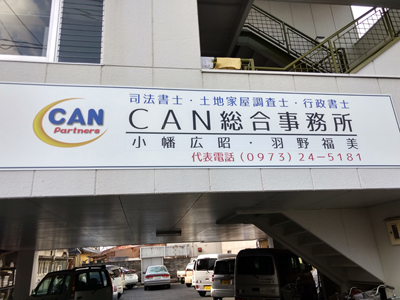 CAN
Partners
司法書士・土地家屋調査士・行政書士
CAN総合事務所
小幡広昭・羽野福美
代表電話(0973)24-5181